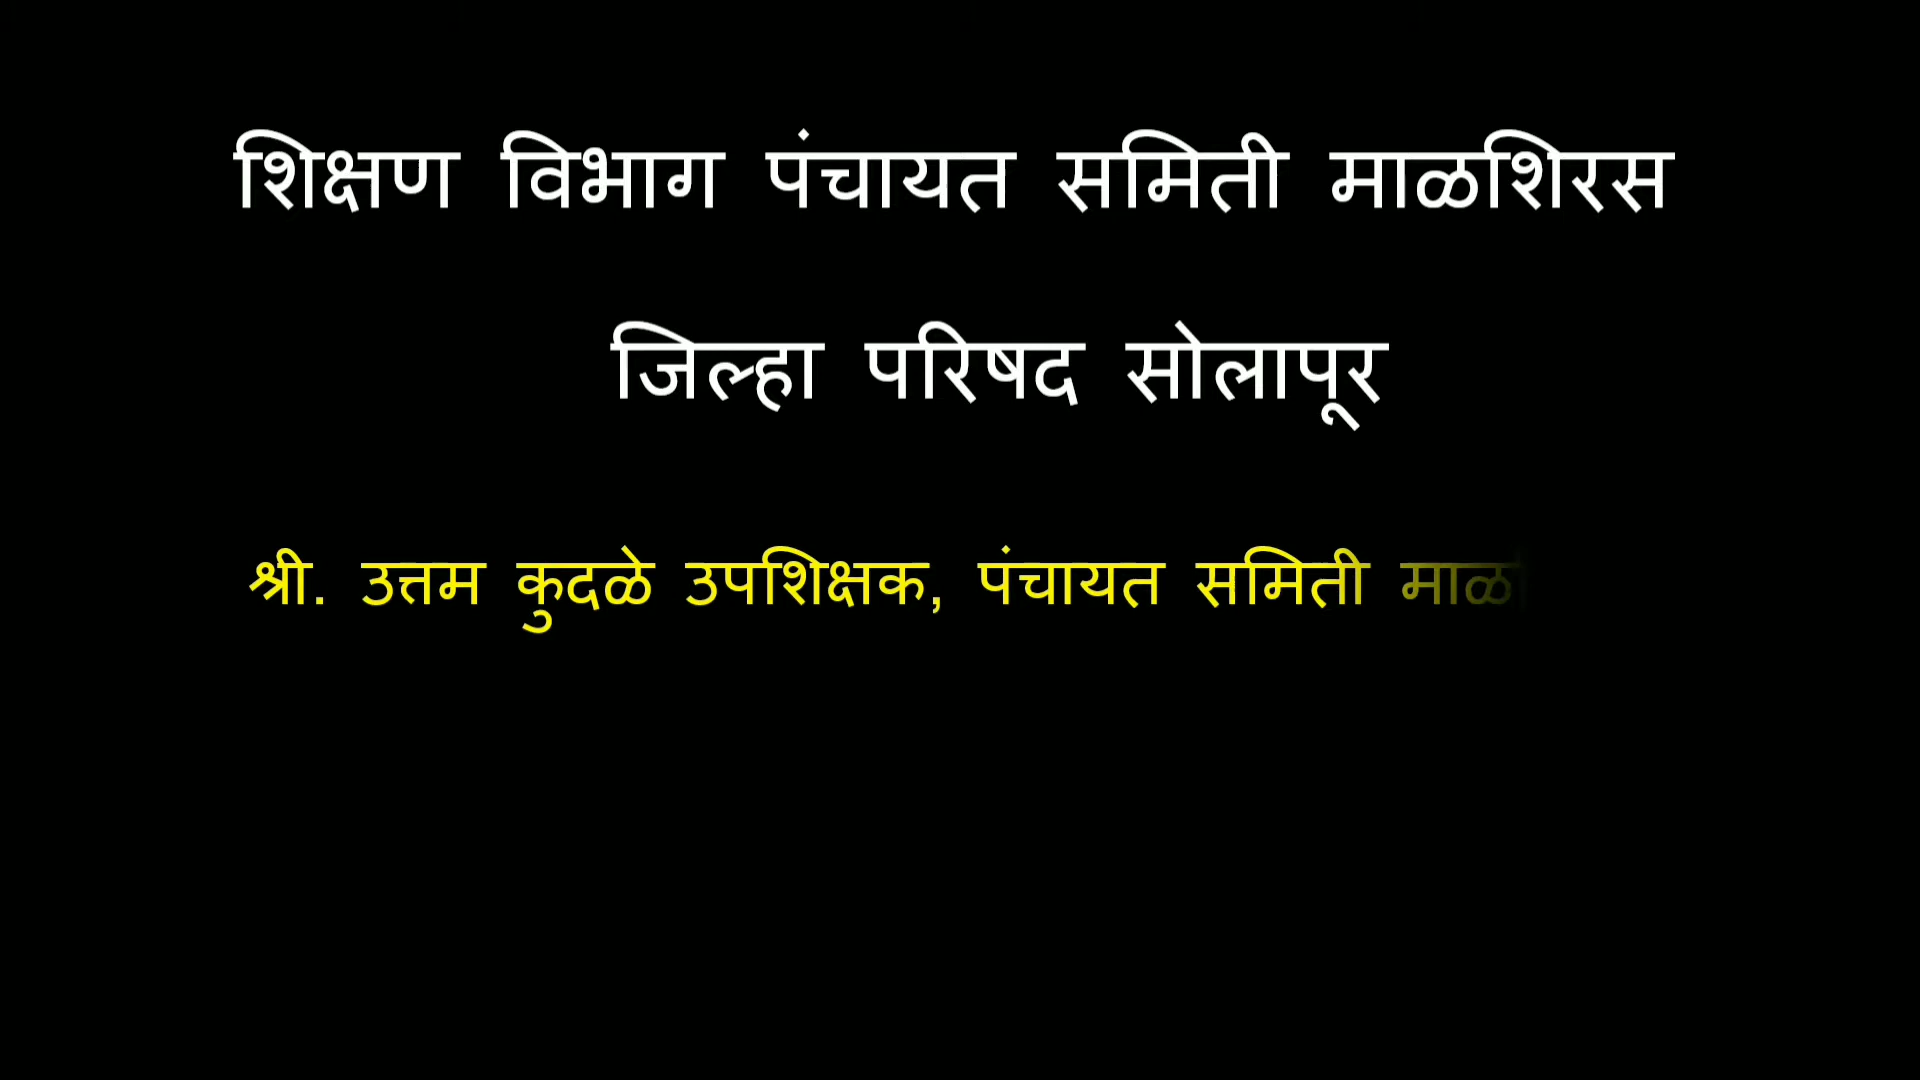 शिक्षण विभाग पंचायत समिती माळशिरस
जिल्हा परिषद सोलापूर
श्री. उत्तम कुदळे उपशिक्षक, पंचायत समिती